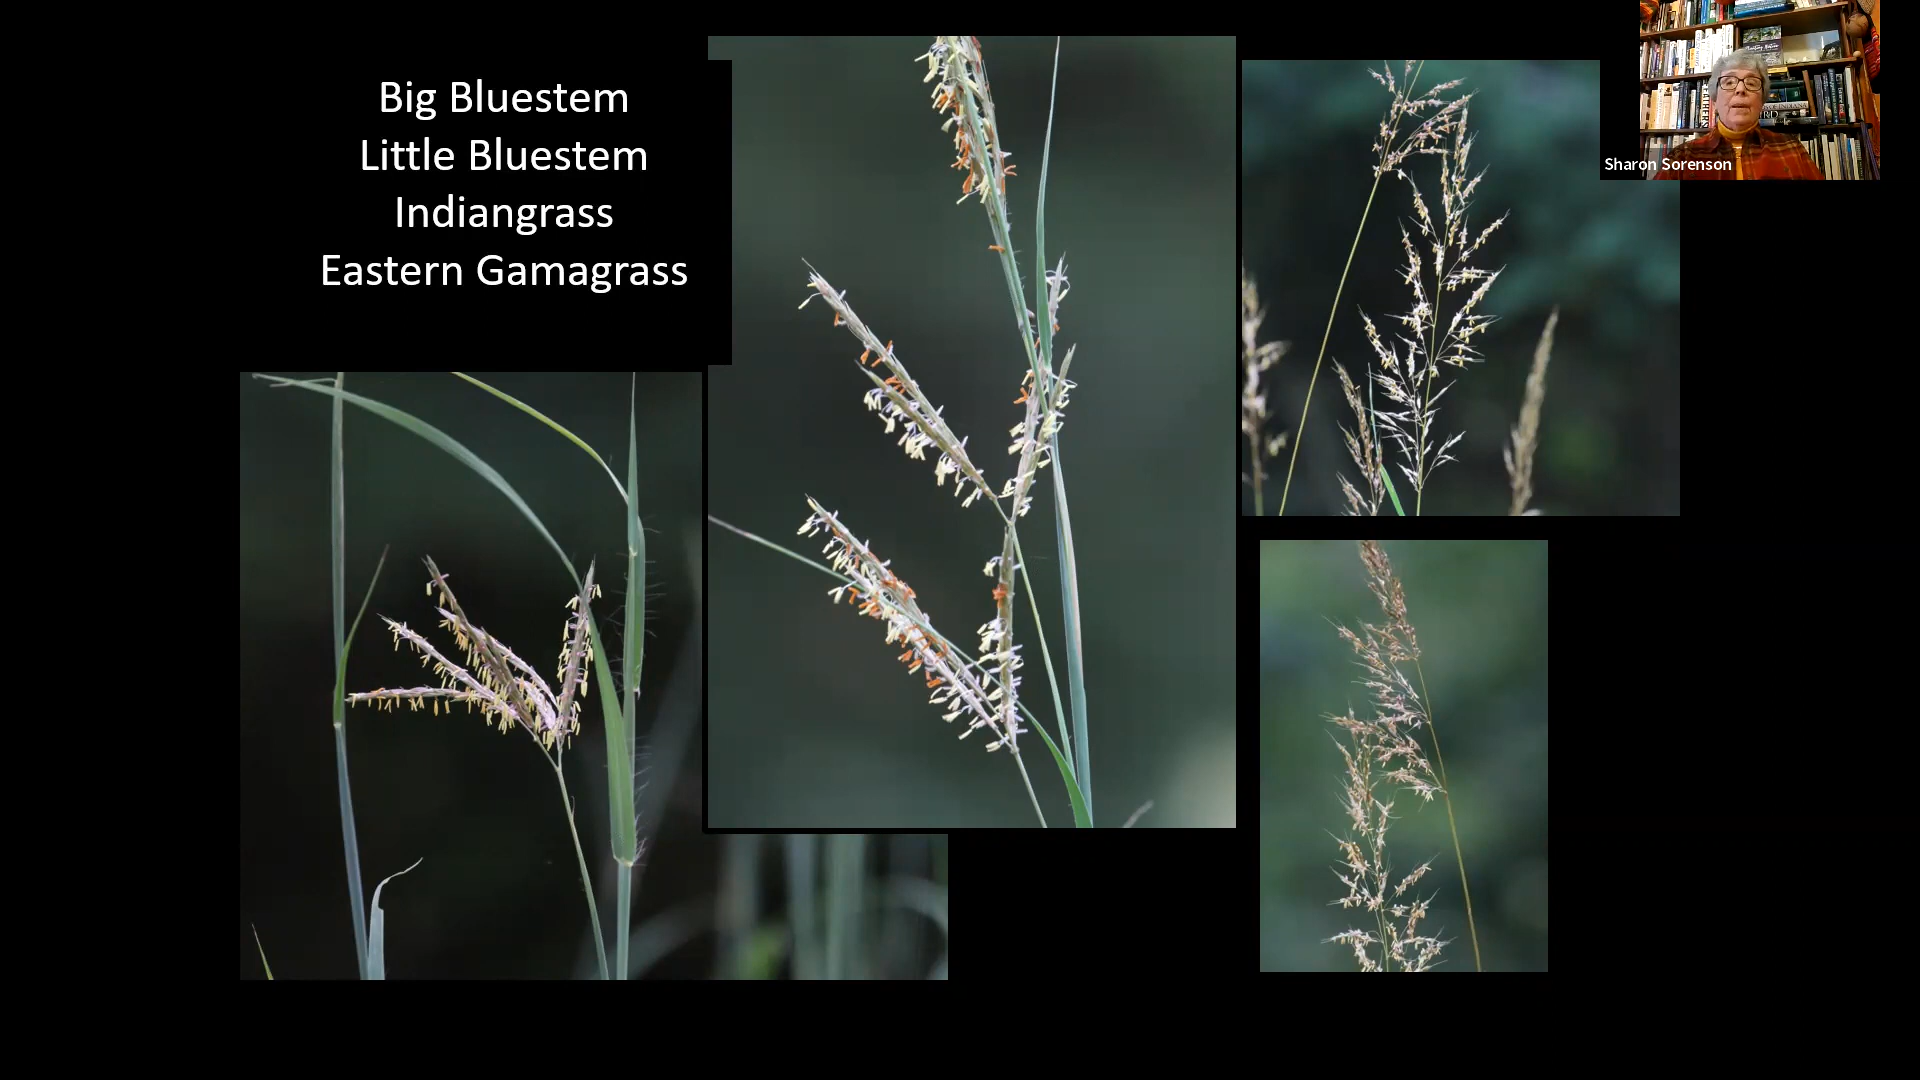 Big Bluestem
Little Bluestem
Indiangrass
Eastern Gamagrass
Sharon Sorenson